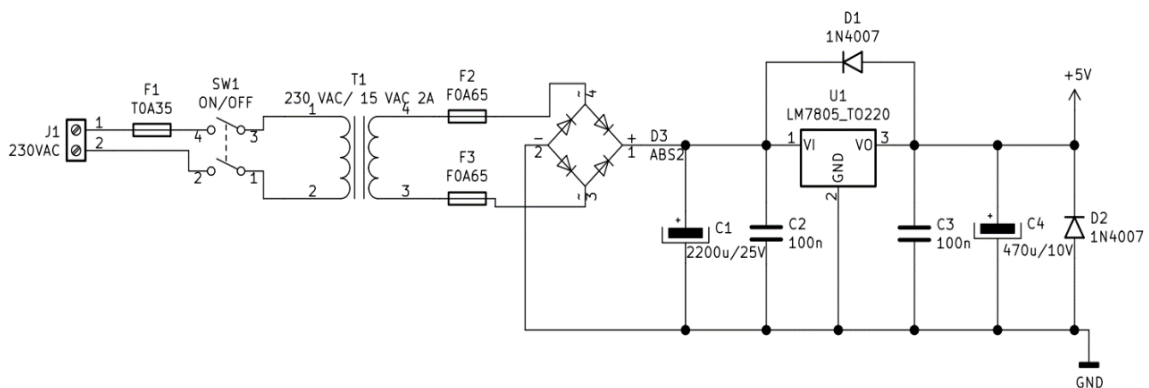 D1
1N4007
F1
T0A35
SW1
ON/OFF
T1
230 VAC/ 15 VAC 2A
F2
F0A65
+5V
U1
LM7805_TO220
J1
230VAC
1
2
4
3
2
1
1
2
4
3
F3
F0A65
~
4
−
2
+
1
~
3
D3
ABS2
1
VI
VO
3
GND
2
+
C1
2200u/25V
C2
100n
C3
100n
+
C4
470u/10V
D2
1N4007
GND